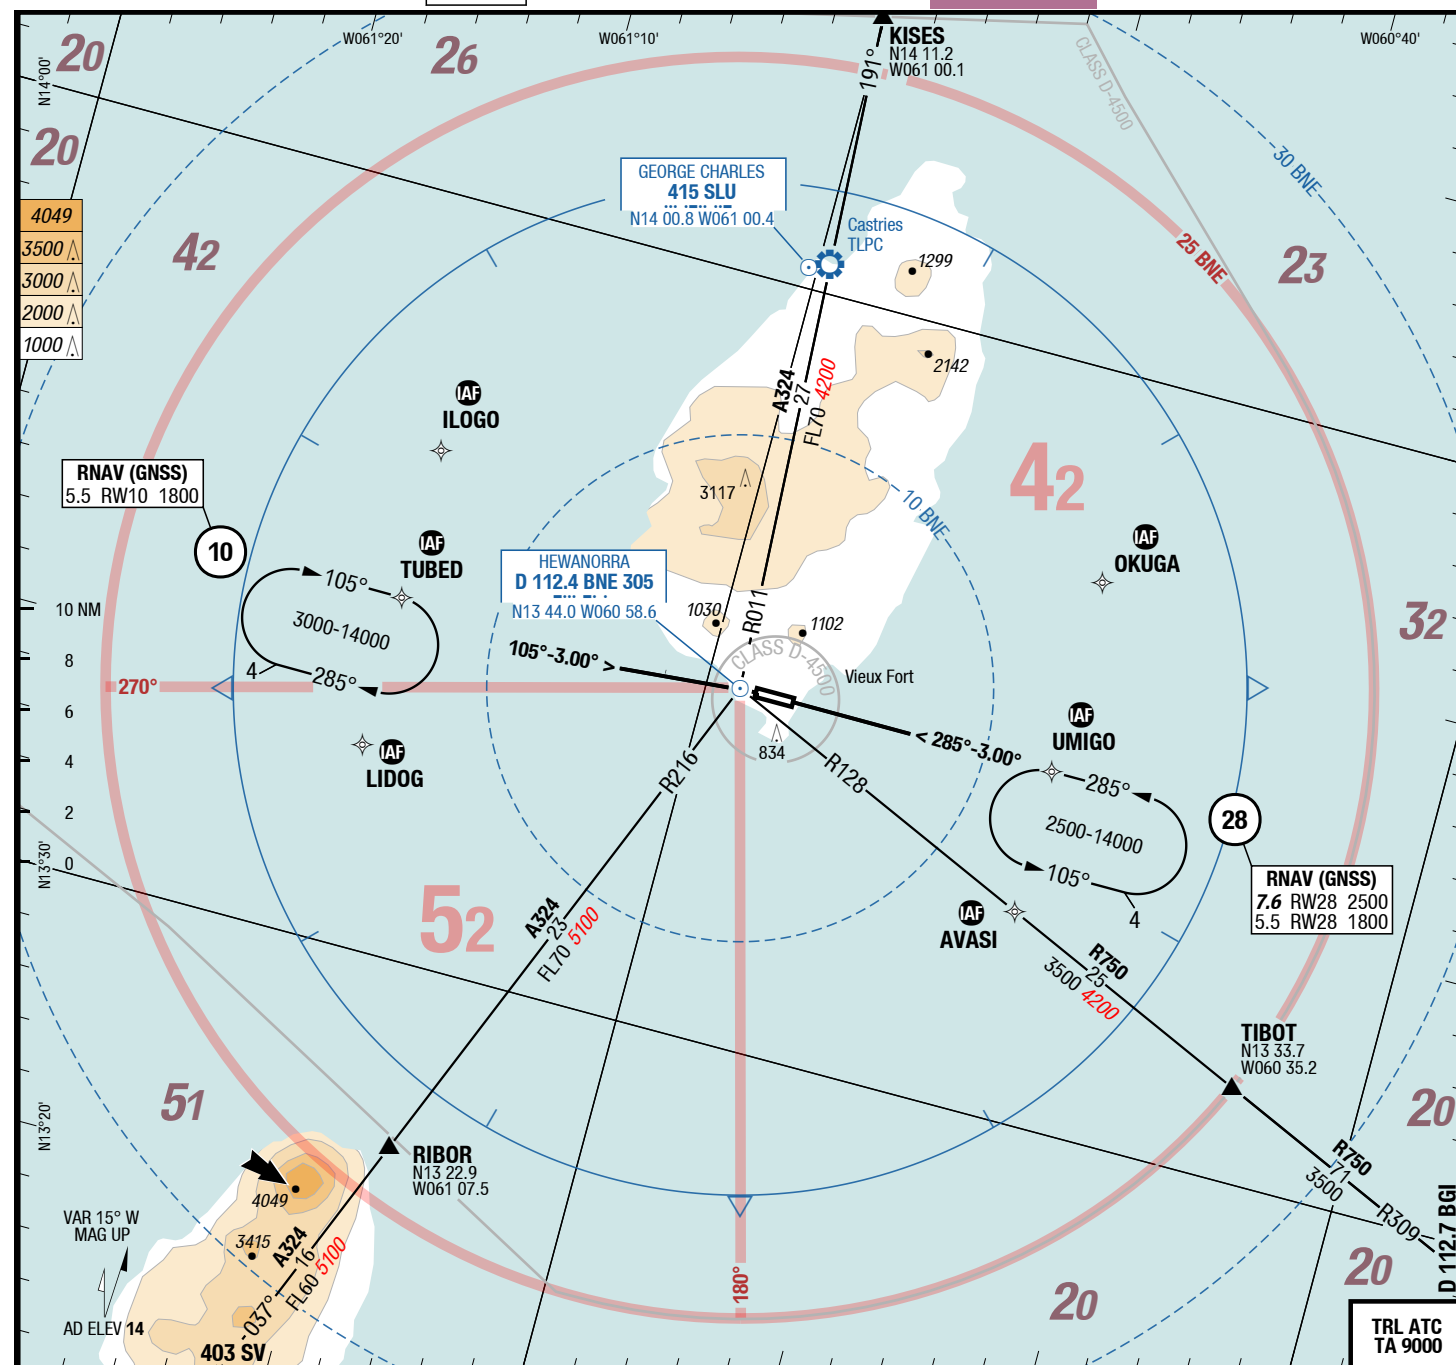 W061°20'
W061°10'
W060°40'
KISES
N14 11.2
W061 00.1
20
26
N14°00'
191°
CLASS D-4500
20
30 BNE
GEORGE CHARLES
415 SLU
N14 00.8 W061 00.4
4049
3500
3000
2000
1000
42
Castries
TLPC
25 BNE
23
1299
2142
A324
27
FL70 4200
IAF
ILOGO
RNAV (GNSS)
5.5 RW10 1800
3117
42
10 BNE
10
IAF
TUBED
IAF
OKUGA
HEWANORRA
D 112.4 BNE 305
N13 44.0 W060 58.6
105°
3000-14000
285°
4
10 NM
8
6
4
2
0
1030
R011
1102
32
105°-3.00° >
CLASS D-4500
Vieux Fort
270°
834
< 285°-3.00°
IAF
UMIGO
IAF
LIDOG
R216
R128
285°
2500-14000
105°
4
28
RNAV (GNSS)
7.6 RW28 2500
5.5 RW28 1800
N13°30'
52
A324
23
FL70 5100
IAF
AVASI
R750
25
3500 4200
TIBOT
N13 33.7
W060 35.2
51
N13°20'
20
RIBOR
N13 22.9
W061 07.5
R750
71
3500
R309
D 112.7 BGI
4049
3415
VAR 15° W
MAG UP
A324
16
FL60 5100
037°
180°
20
20
AD ELEV 14
403 SV
TRL ATC
TA 9000